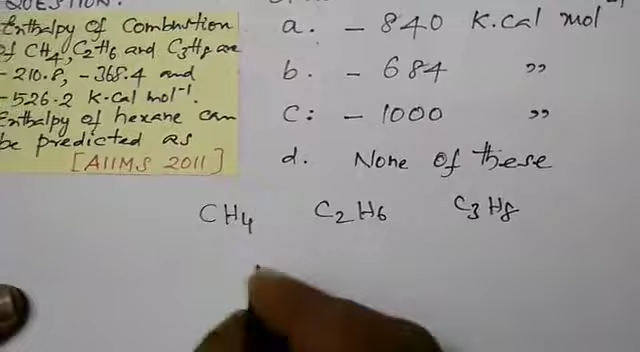 QUESTION:
Enthalpy of Combustion
of CH4, C2H6 and C3H8 are
-210.8, -368.4 and
-526.2 K.Cal mol-1.
Enthalpy of hexane can
be predicted as
[AIIMS 2011]
a. - 840 K.Cal mol-1
b. - 684 "
C: - 1000 "
d. None of these
CH4 C2H6 C3H8